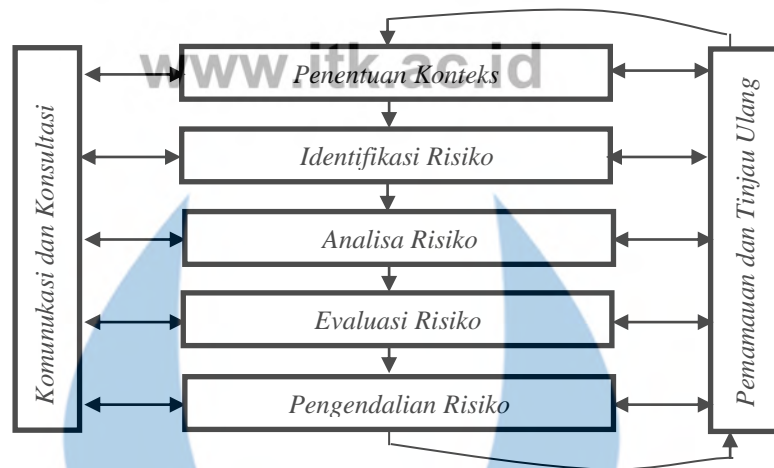 www.itk.ac.id
Penentuan Konteks
Identifikasi Risiko
Analisa Risiko
Evaluasi Risiko
Pengendalian Risiko
Komunukasi dan Konsultasi
Pemamauan dan Tinjau Ulang